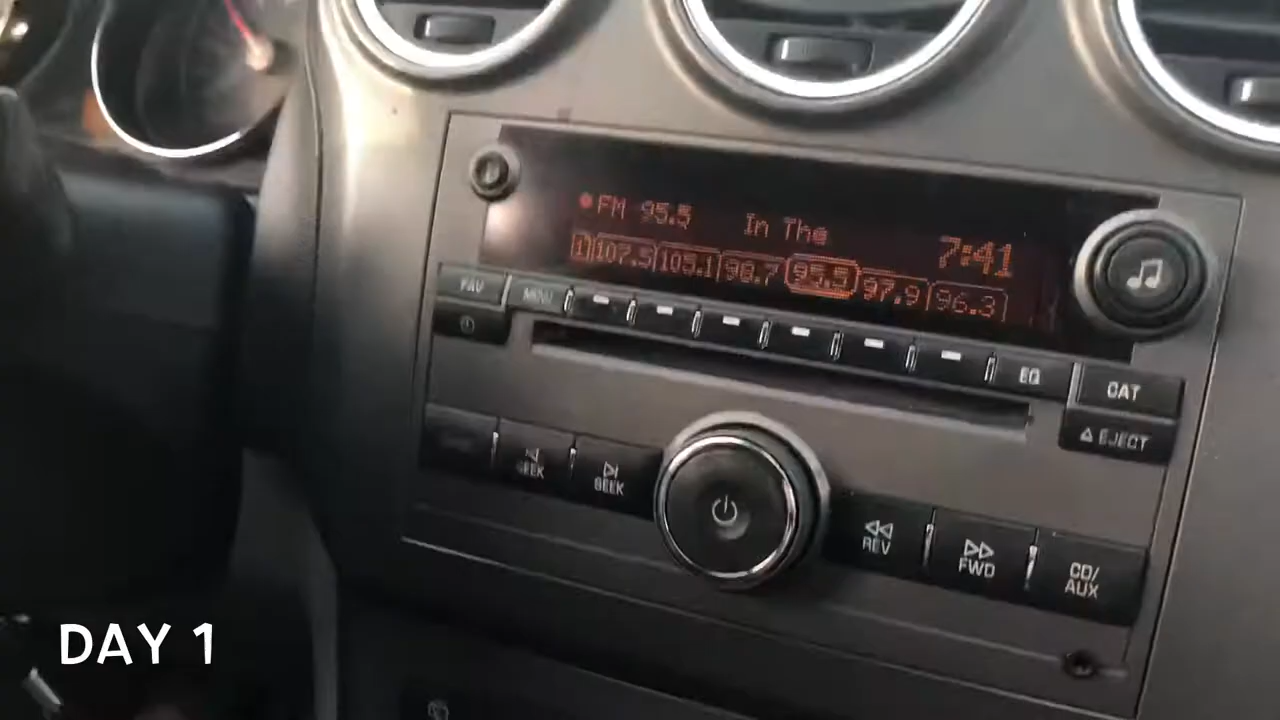 FM 95.5 In The 7:41
1 107.5 105.1 98.7 95.5 97.9 96.3
FAV MENU
EQ CAT
EJECT
SEEK SEEK
REV FWD CD/
AUX
DAY 1